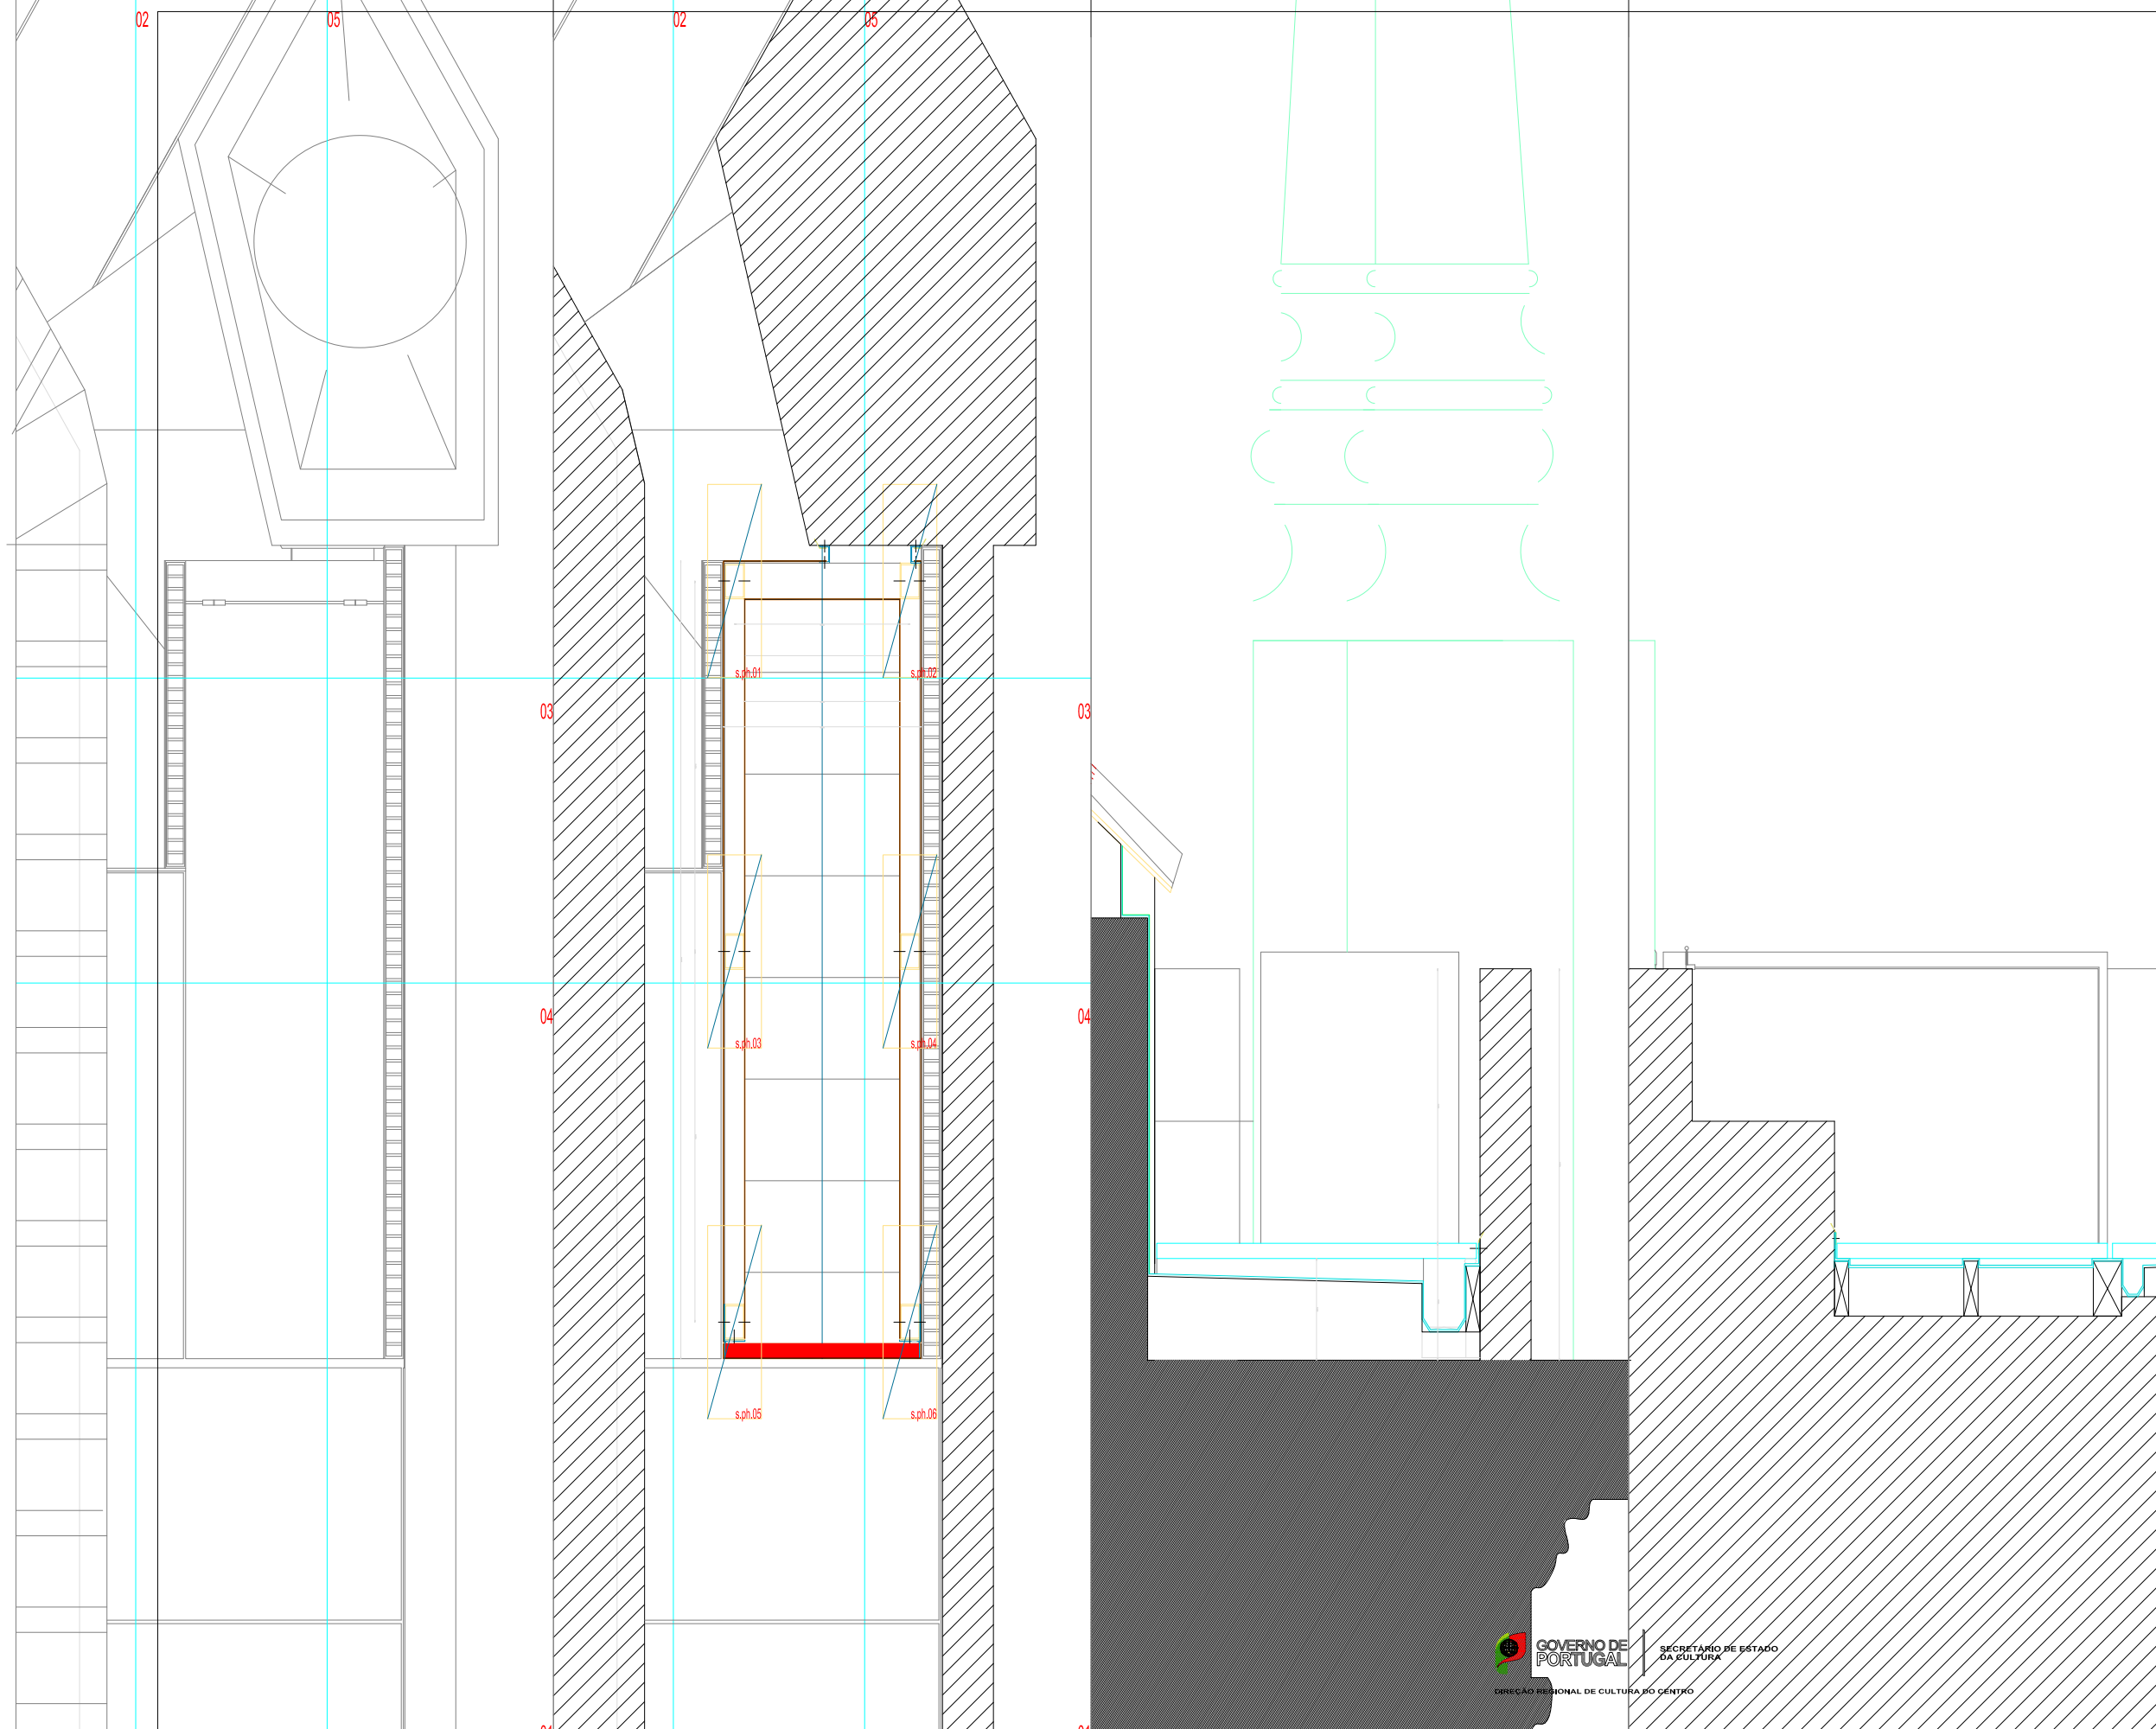 02
05
02
05
s.ph.01
s.ph.02
03
03
04
04
s.ph.03
s.ph.04
s.ph.05
s.ph.06
GOVERNO DE
PORTUGAL
SECRETÁRIO DE ESTADO
DA CULTURA
DIREÇÃO REGIONAL DE CULTURA DO CENTRO